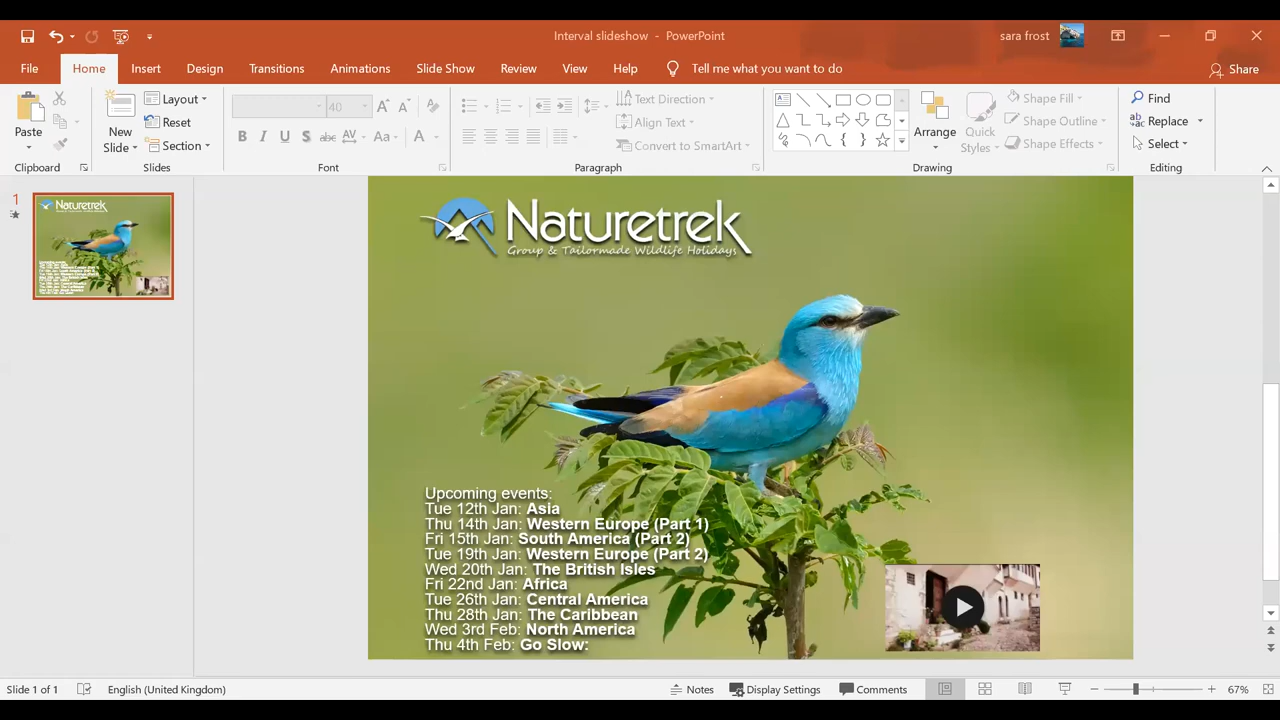 Interval slideshow - PowerPoint
sara frost
File Home Insert Design Transitions Animations Slide Show Review View Help Tell me what you want to do Share
Paste
New Slide
Layout
Reset
Section
40
B I U S abc AV Aa A
Text Direction
Align Text
Convert to SmartArt
Arrange
Quick Styles
Shape Fill
Shape Outline
Shape Effects
Find
Replace
Select
Clipboard Slides Font Paragraph Drawing Editing
1
Naturetrek
Group & Tailormade Wildlife Holidays
Upcoming events:
Tue 12th Jan: Asia
Thu 14th Jan: Western Europe (Part 1)
Fri 15th Jan: South America (Part 2)
Tue 19th Jan: Western Europe (Part 2)
Wed 20th Jan: The British Isles
Fri 22nd Jan: Africa
Tue 26th Jan: Central America
Thu 28th Jan: The Caribbean
Wed 3rd Feb: North America
Thu 4th Feb: Go Slow:
Slide 1 of 1 English (United Kingdom) Notes Display Settings Comments 67%